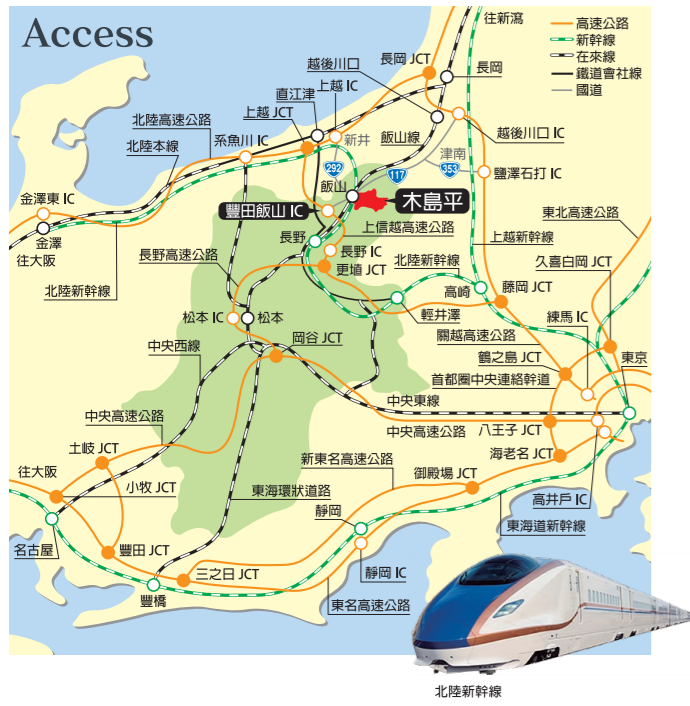 Access
往新瀉
高速公路
新幹線
在來線
鐵道會社線
國道
長岡 JCT
長岡
越後川口
上越 IC
直江津
上越 JCT
北陸高速公路
糸魚川 IC
北陸本線
新井
飯山線
越後川口 IC
津南
292
117
353
鹽澤石打 IC
飯山
木島平
豐田飯山 IC
金澤東 IC
金澤
往大阪
上信越高速公路
東北高速公路
長野
長野 IC
上越新幹線
長野高速公路
更埴 JCT
北陸新幹線
久喜白岡 JCT
北陸新幹線
高崎
藤岡 JCT
輕井澤
松本 IC
松本
練馬 IC
岡谷 JCT
關越高速公路
中央西線
鶴之島 JCT
東京
首都圈中央連絡幹道
中央東線
中央高速公路
中央高速公路
八王子 JCT
土岐 JCT
海老名 JCT
往大阪
新東名高速公路
御殿場 JCT
小牧 JCT
東海環狀道路
高井戶 IC
靜岡
東海道新幹線
名古屋
豐田 JCT
三之日 JCT
靜岡 IC
豐橋
東名高速公路
北陸新幹線